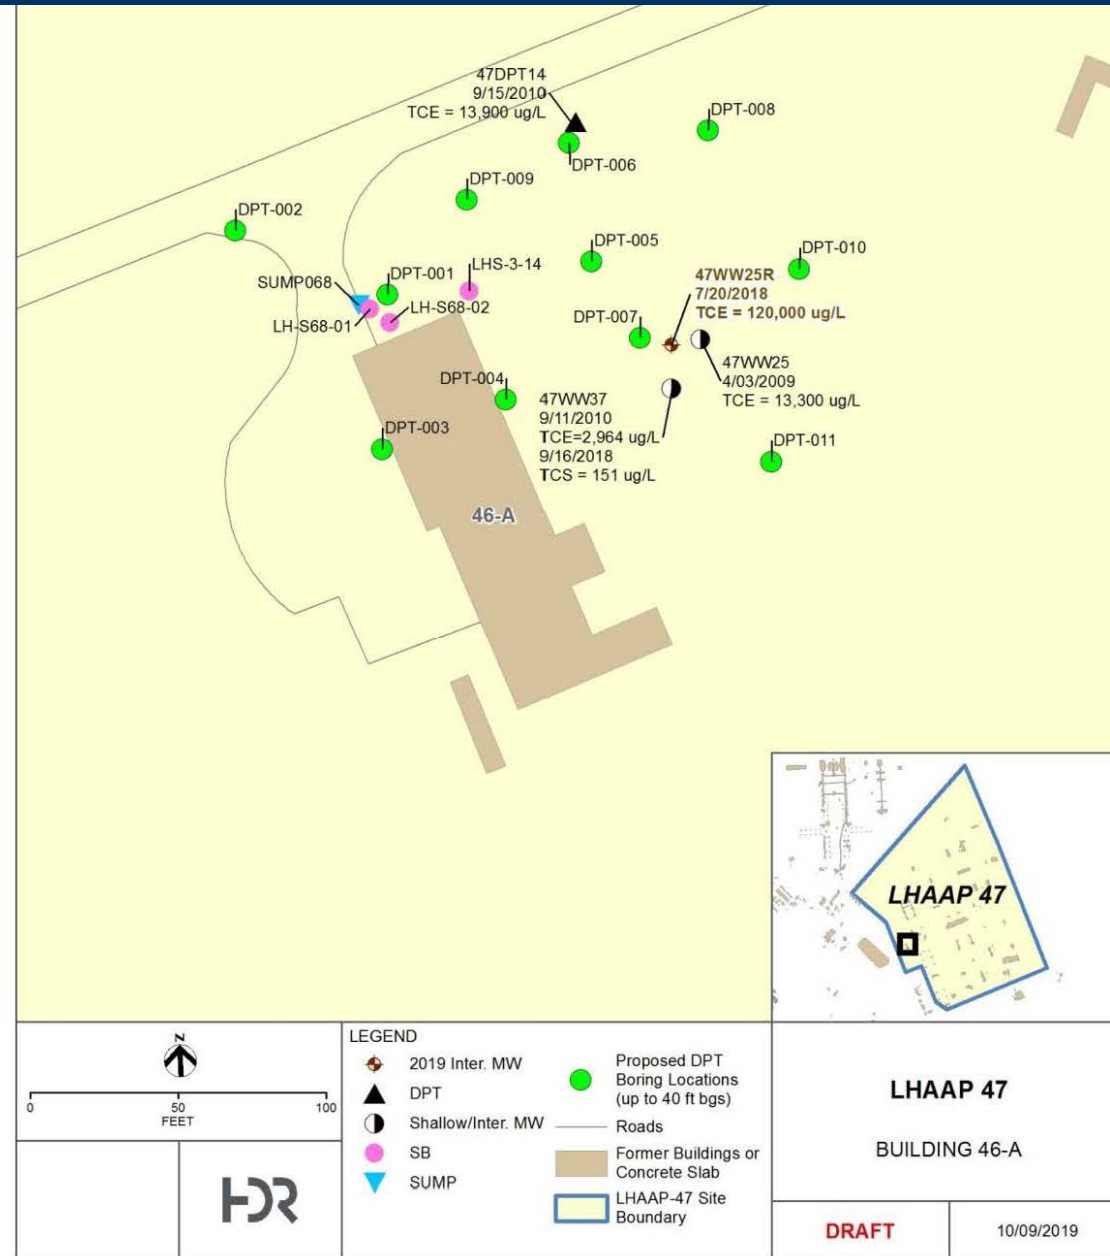 47DPT14
9/15/2010
TCE = 13,900 ug/L
DPT-008
DPT-006
DPT-009
DPT-002
DPT-005
DPT-010
LHS-3-14
DPT-001
SUMP068
LH-S68-02
LH-S68-01
47WW25R
7/20/2018
TCE = 120,000 ug/L
DPT-007
47WW25
4/03/2009
TCE = 13,300 ug/L
DPT-004
47WW37
9/11/2010
TCE=2,964 ug/L
9/16/2018
TCS = 151 ug/L
DPT-003
DPT-011
46-A
LHAAP 47
N
0 50 100
FEET
HDR
LEGEND
2019 Inter. MW
DPT
Shallow/Inter. MW
SB
SUMP
Proposed DPT
Boring Locations
(up to 40 ft bgs)
Roads
Former Buildings or
Concrete Slab
LHAAP-47 Site
Boundary
LHAAP 47
BUILDING 46-A
DRAFT
10/09/2019